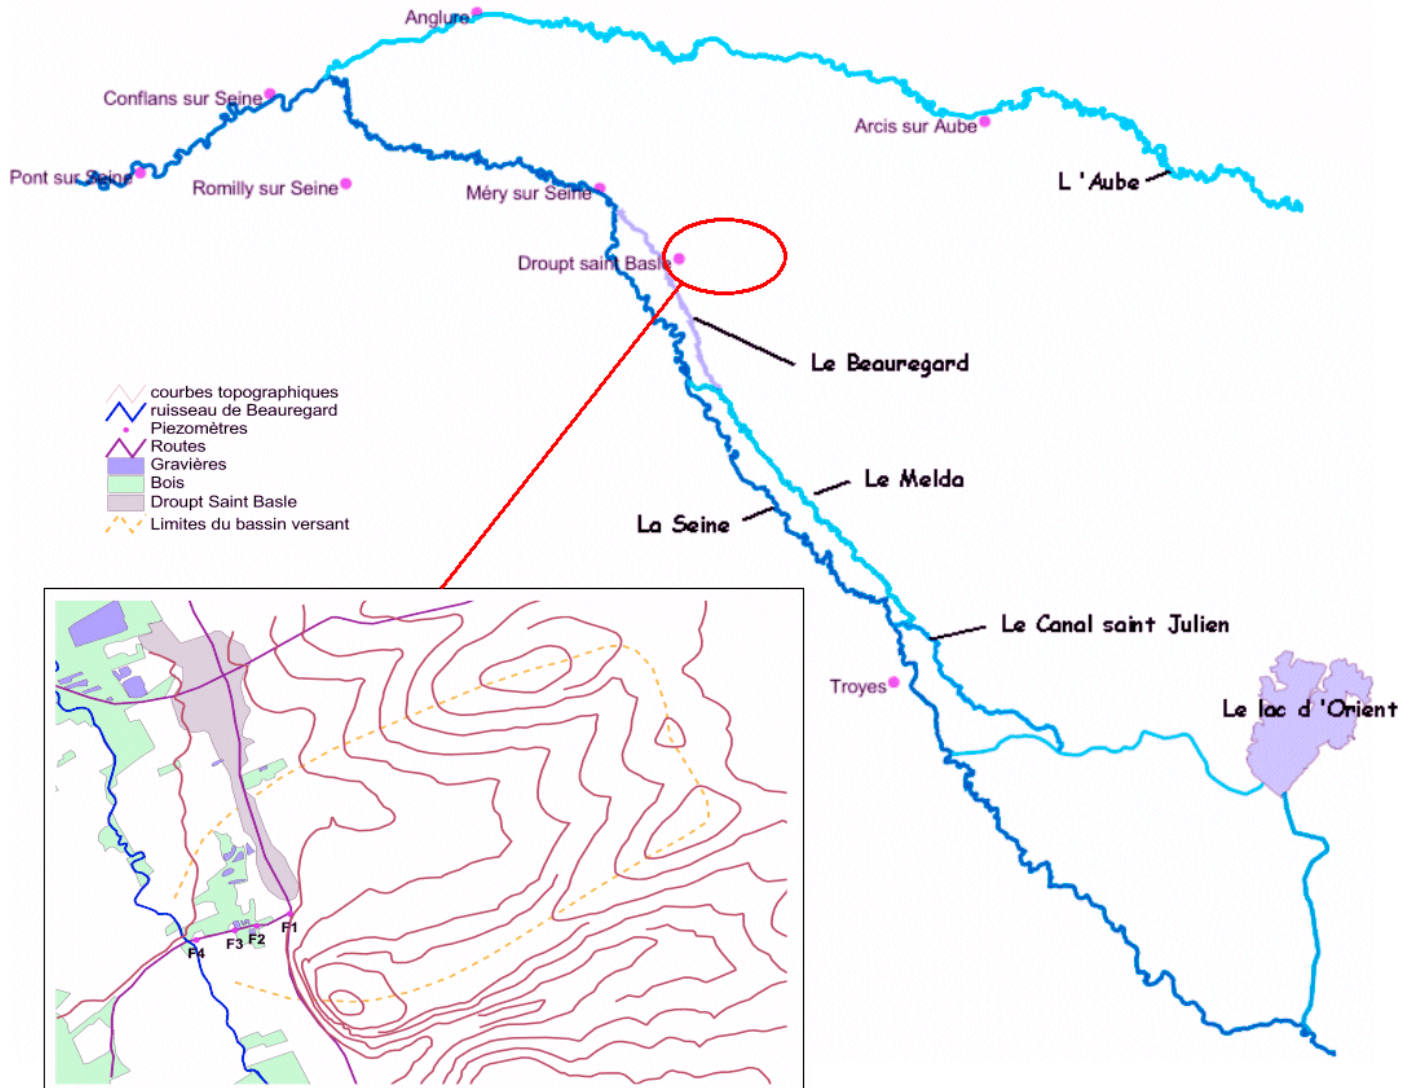 Anglure
Conflans sur Seine
Arcis sur Aube
Pont sur Seine
Romilly sur Seine
Méry sur Seine
L 'Aube
Droupt saint Basle
Le Beauregard
courbes topographiques
ruisseau de Beauregard
Piezomètres
Routes
Gravières
Bois
Droupt Saint Basle
Limites du bassin versant
Le Melda
La Seine
Le Canal saint Julien
Troyes
Le lac d 'Orient
F1
F2
F3
F4